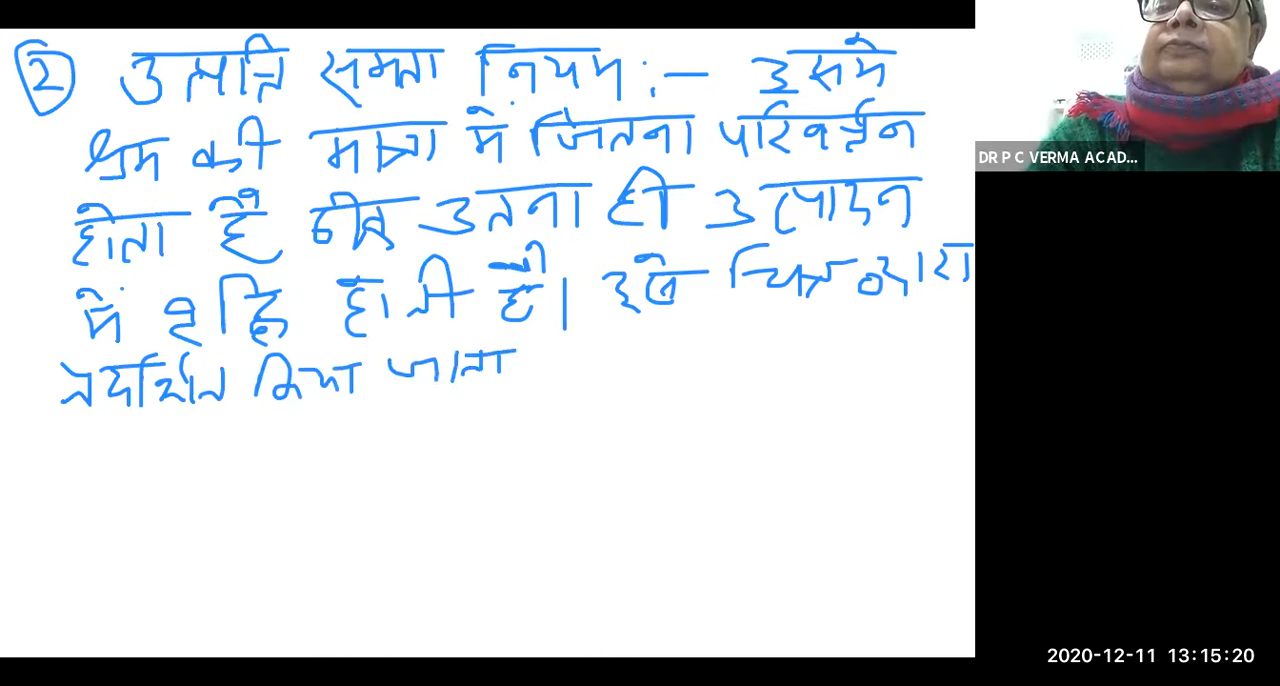 ② उत्पत्ति समता नियम :— इसमे
श्रम की मात्रा में जितना परिवर्तन
होता है ठीक उतना ही उत्पादन
में वृद्धि होती है। इसे चित्र द्वारा
प्रदर्शित किया जाता
DR P C VERMA ACAD...
2020-12-11 13:15:20